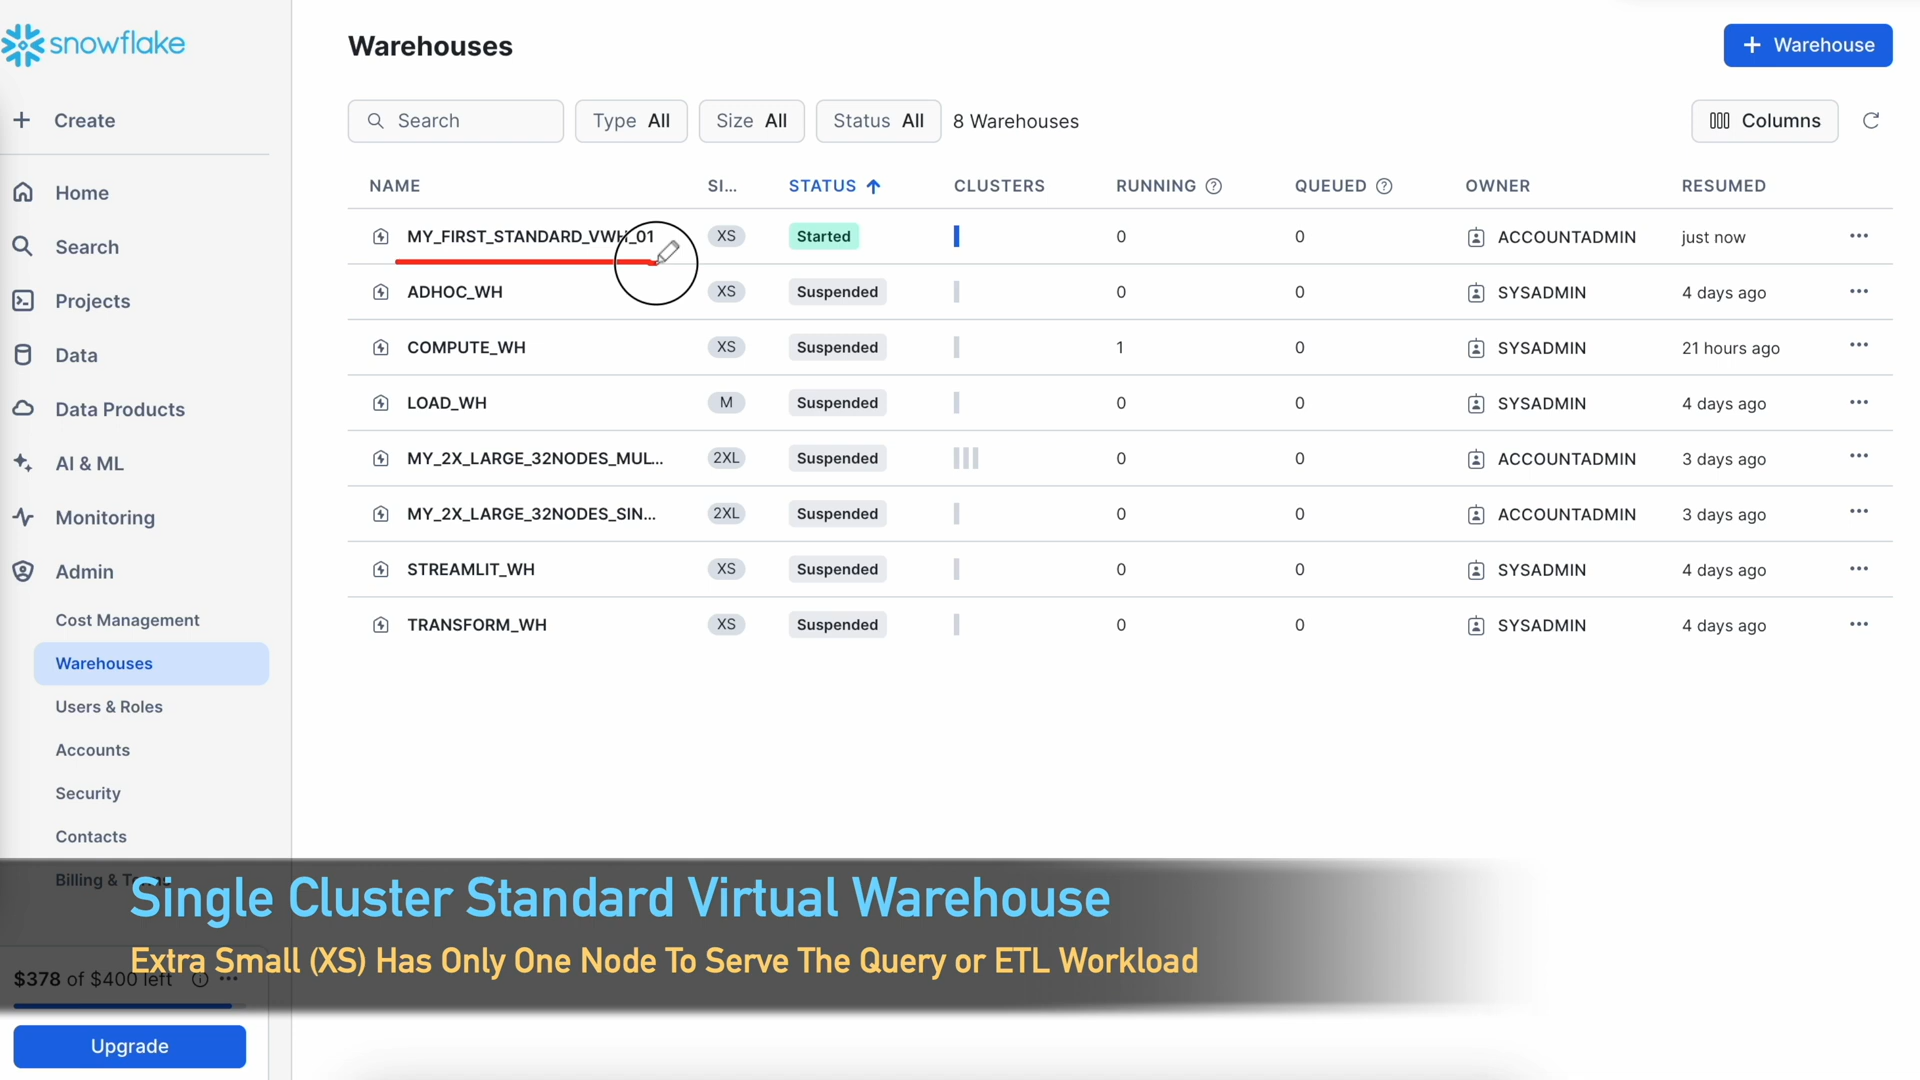 snowflake
Create
Home
Search
Projects
Data
Data Products
AI & ML
Monitoring
Admin
Cost Management
Warehouses
Users & Roles
Accounts
Security
Contacts
Billing &
$378 of $400 left
Upgrade
Warehouses
+ Warehouse
Search
Type All
Size All
Status All
8 Warehouses
Columns
NAME SI... STATUS CLUSTERS RUNNING QUEUED OWNER RESUMED
MY_FIRST_STANDARD_VWH_01 XS Started 0 0 ACCOUNTADMIN just now
ADHOC_WH XS Suspended 0 0 SYSADMIN 4 days ago
COMPUTE_WH XS Suspended 1 0 SYSADMIN 21 hours ago
LOAD_WH M Suspended 0 0 SYSADMIN 4 days ago
MY_2X_LARGE_32NODES_MUL... 2XL Suspended 0 0 ACCOUNTADMIN 3 days ago
MY_2X_LARGE_32NODES_SIN... 2XL Suspended 0 0 ACCOUNTADMIN 3 days ago
STREAMLIT_WH XS Suspended 0 0 SYSADMIN 4 days ago
TRANSFORM_WH XS Suspended 0 0 SYSADMIN 4 days ago
Single Cluster Standard Virtual Warehouse
Extra Small (XS) Has Only One Node To Serve The Query or ETL Workload